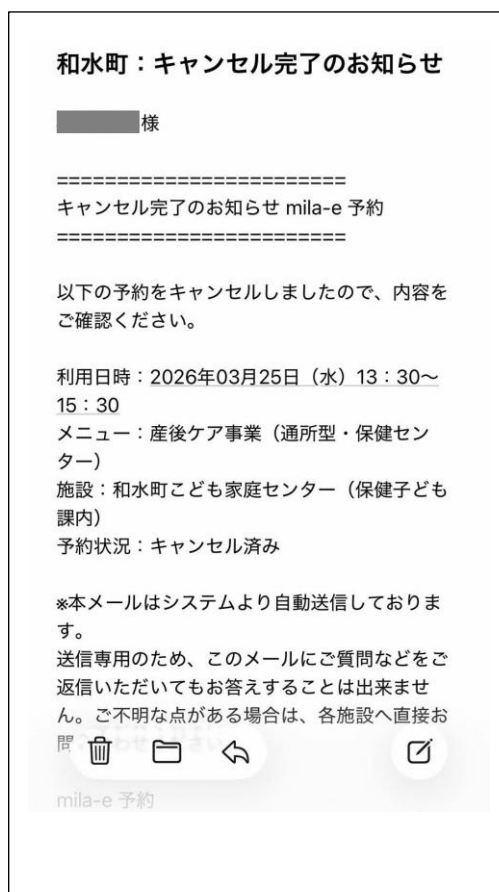 和水町：キャンセル完了のお知らせ
様
========================
キャンセル完了のお知らせ mila-e 予約
========================
以下の予約をキャンセルしましたので、内容を
ご確認ください。
利用日時：2026年03月25日（水）13：30〜
15：30
メニュー：産後ケア事業（通所型・保健セン
ター）
施設：和水町こども家庭センター（保健子ども
課内）
予約状況：キャンセル済み
※本メールはシステムより自動送信しておりま
す。
送信専用のため、このメールにご質問などをご
返信いただいてもお答えすることは出来ませ
ん。ご不明な点がある場合は、各施設へ直接お
問
mila-e 予約